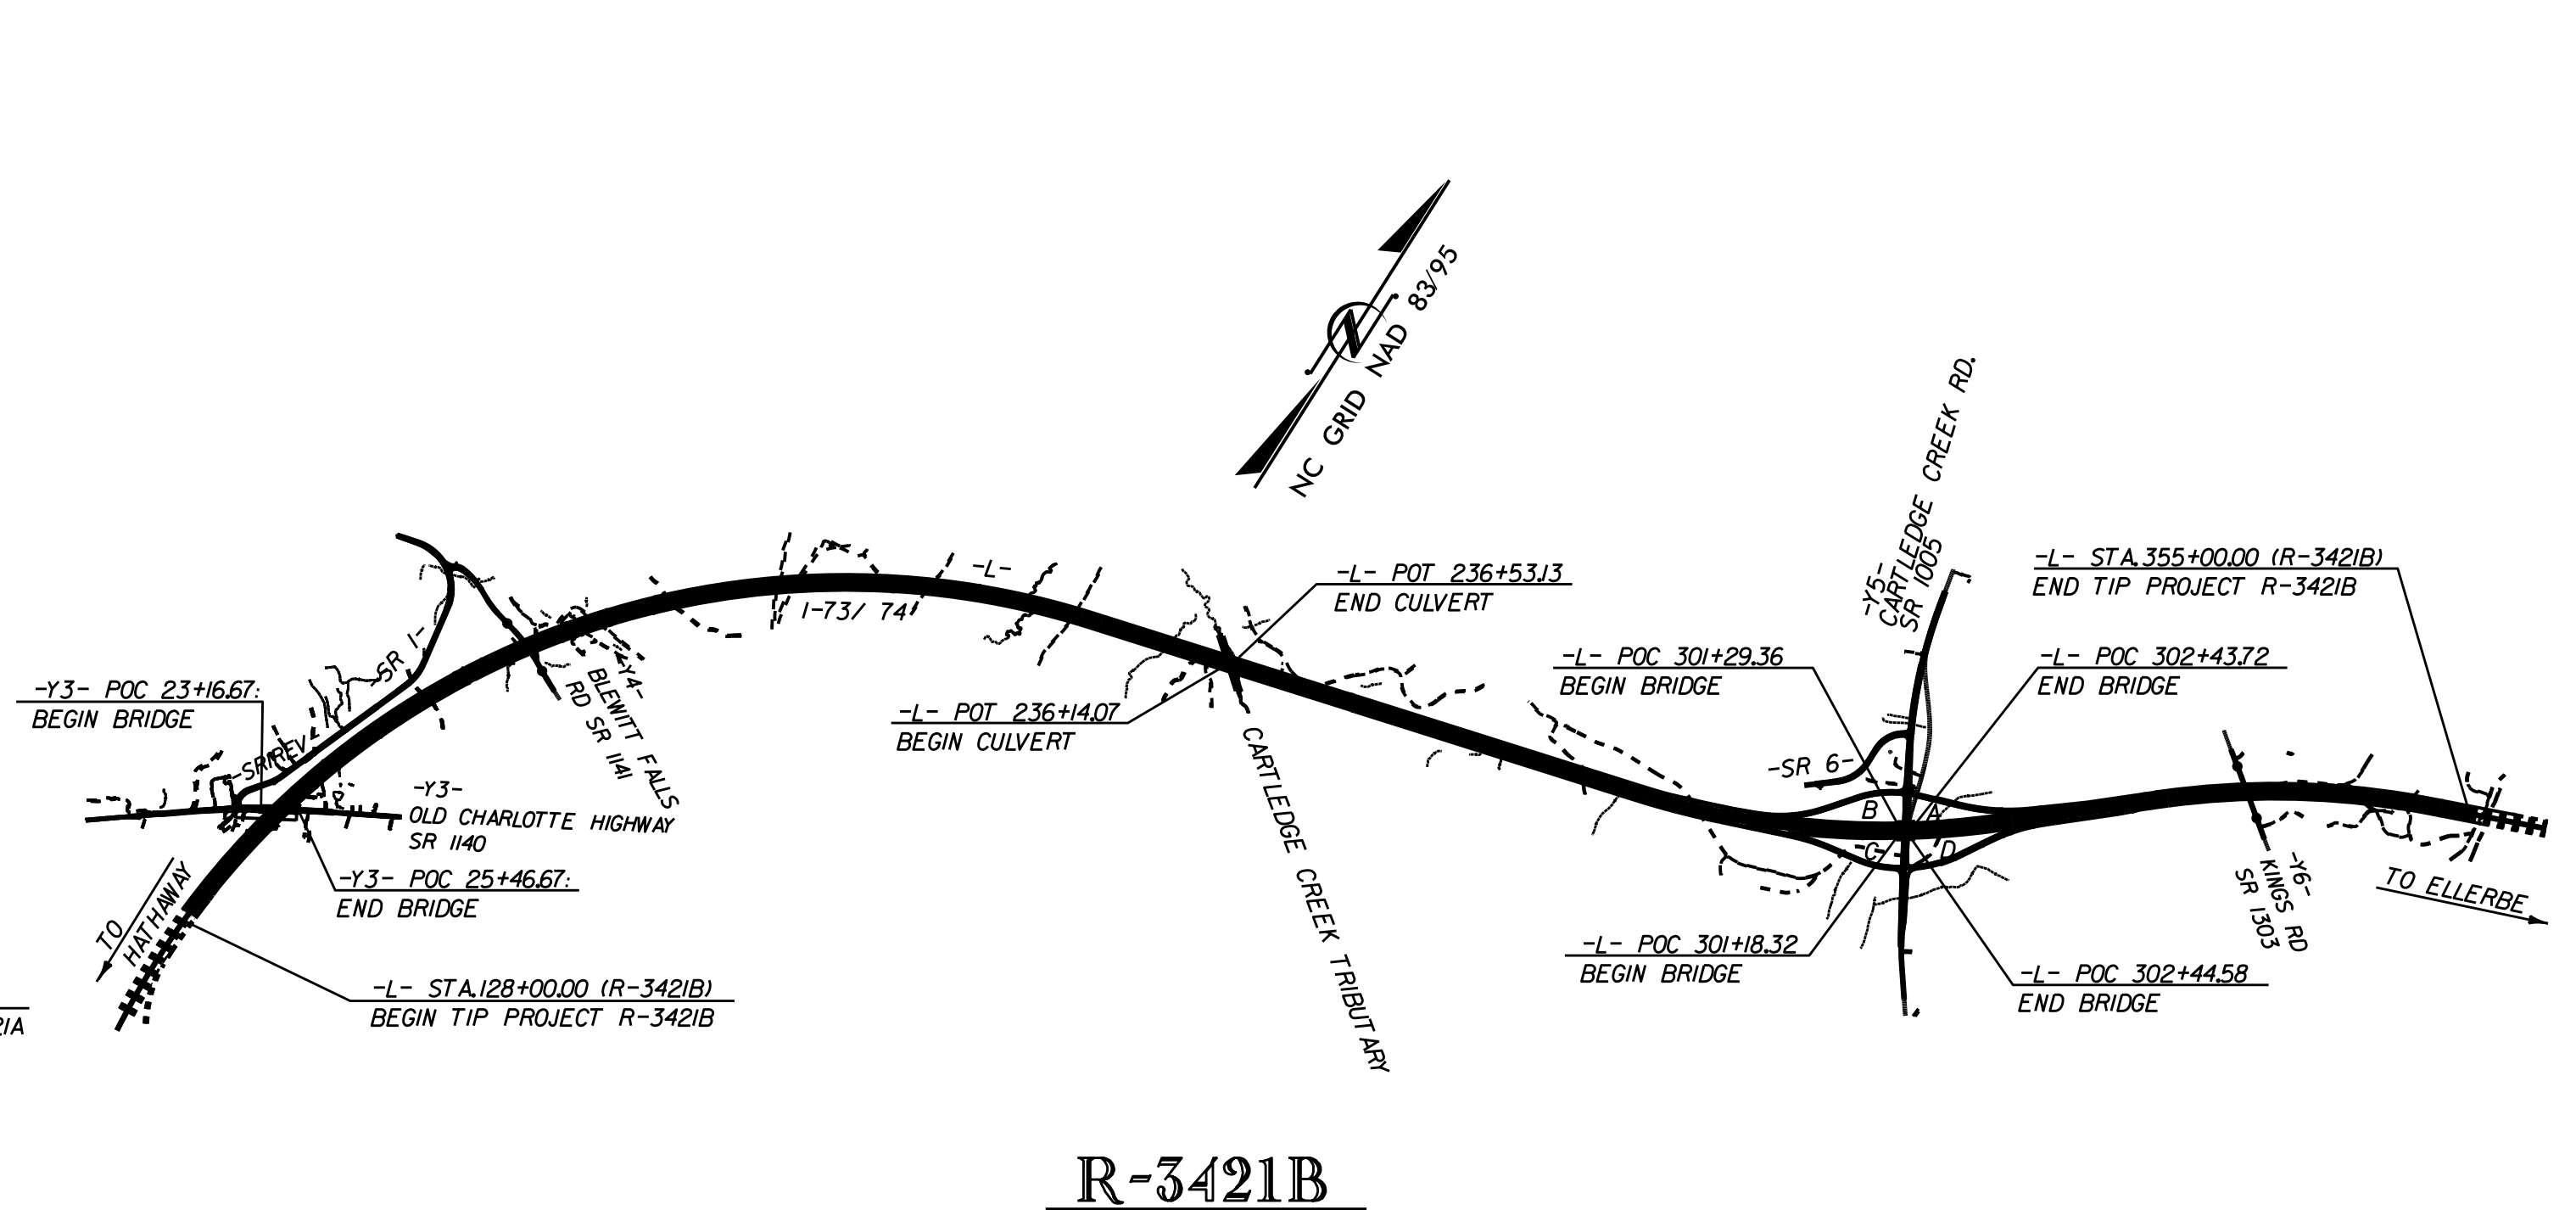 NC GRID NAD 83/95
N
-Y3- POC 23+16.67:
BEGIN BRIDGE
-SR 1-
-L-
I-73/ 74
-Y4-
BLEWITT FALLS
RD SR 1141
-Y3-
OLD CHARLOTTE HIGHWAY
SR 1140
-Y3- POC 25+46.67:
END BRIDGE
TO
HATHAWAY
-L- STA.128+00.00 (R-3421B)
BEGIN TIP PROJECT R-3421B
21A
-L- POT 236+53.13
END CULVERT
-L- POT 236+14.07
BEGIN CULVERT
CARTLEDGE CREEK TRIBUTARY
-Y5-
CARTLEDGE CREEK RD.
SR 1005
-L- POC 301+29.36
BEGIN BRIDGE
-L- POC 302+43.72
END BRIDGE
-L- STA.355+00.00 (R-3421B)
END TIP PROJECT R-3421B
-SR 6-
B
A
C
D
-L- POC 301+18.32
BEGIN BRIDGE
-L- POC 302+44.58
END BRIDGE
-Y6-
KINGS RD
SR 1303
TO ELLERBE
R-3421B